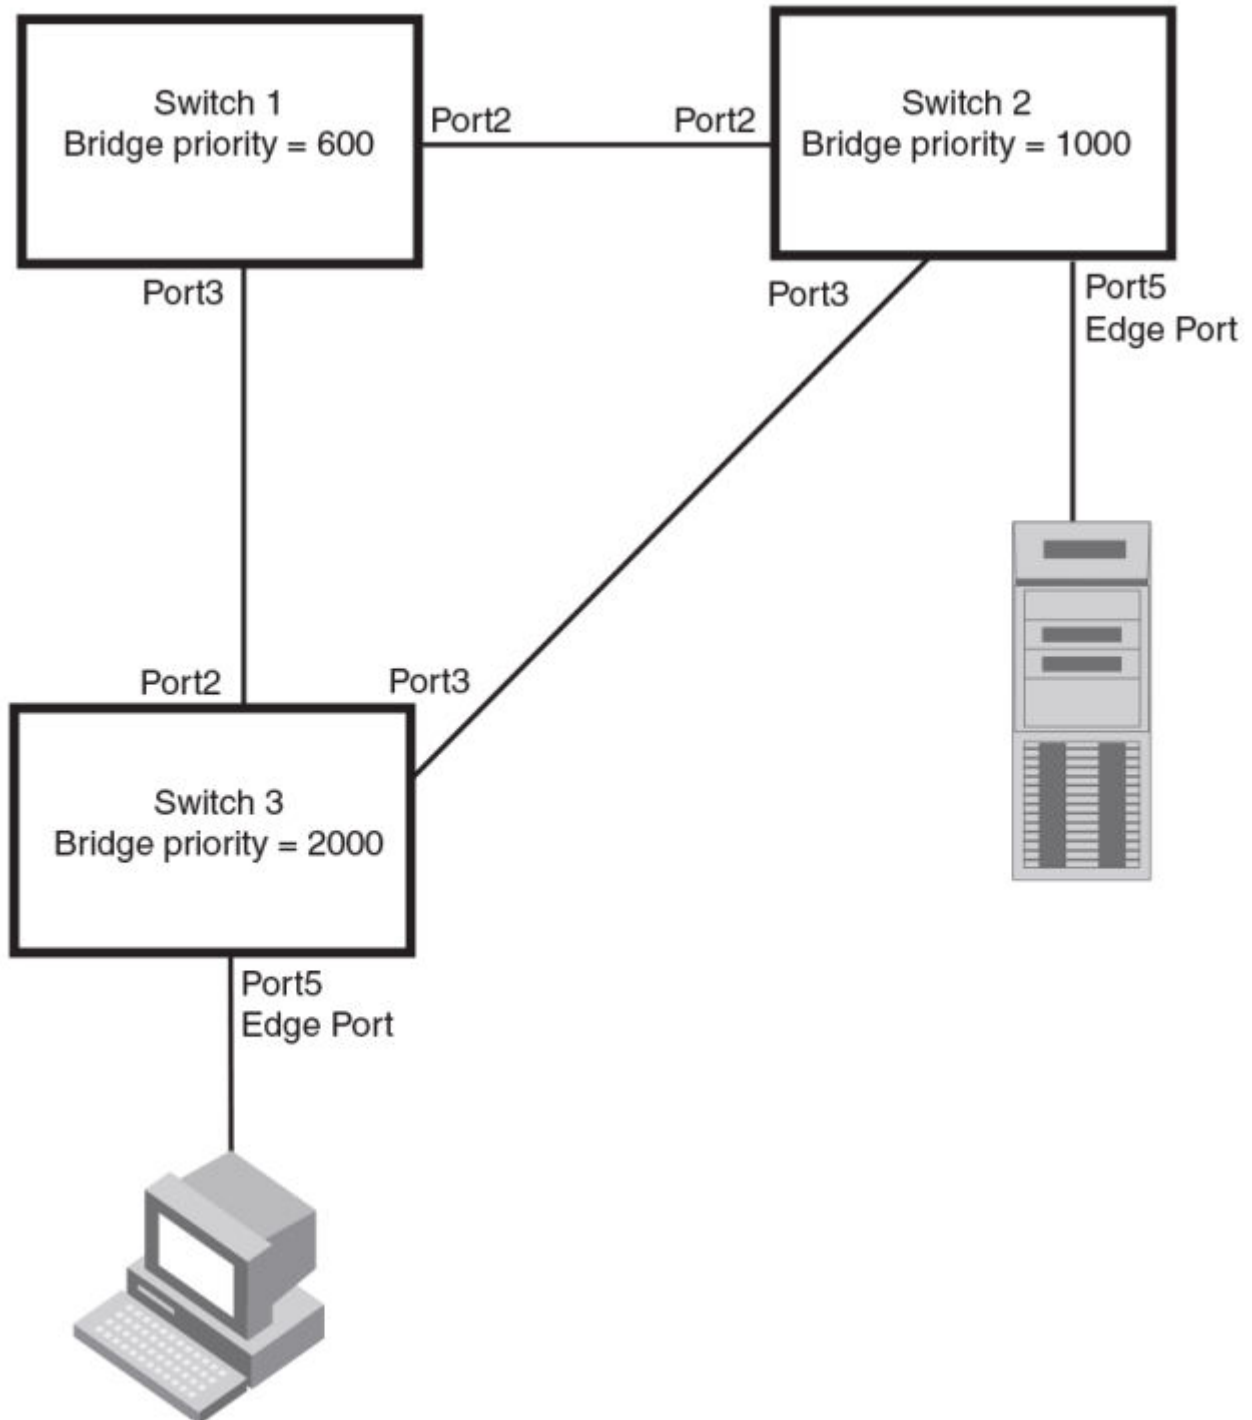 Switch 1
Bridge priority = 600
Port2
Port2
Switch 2
Bridge priority = 1000
Port3
Port3
Port5
Edge Port
Port2
Port3
Switch 3
Bridge priority = 2000
Port5
Edge Port